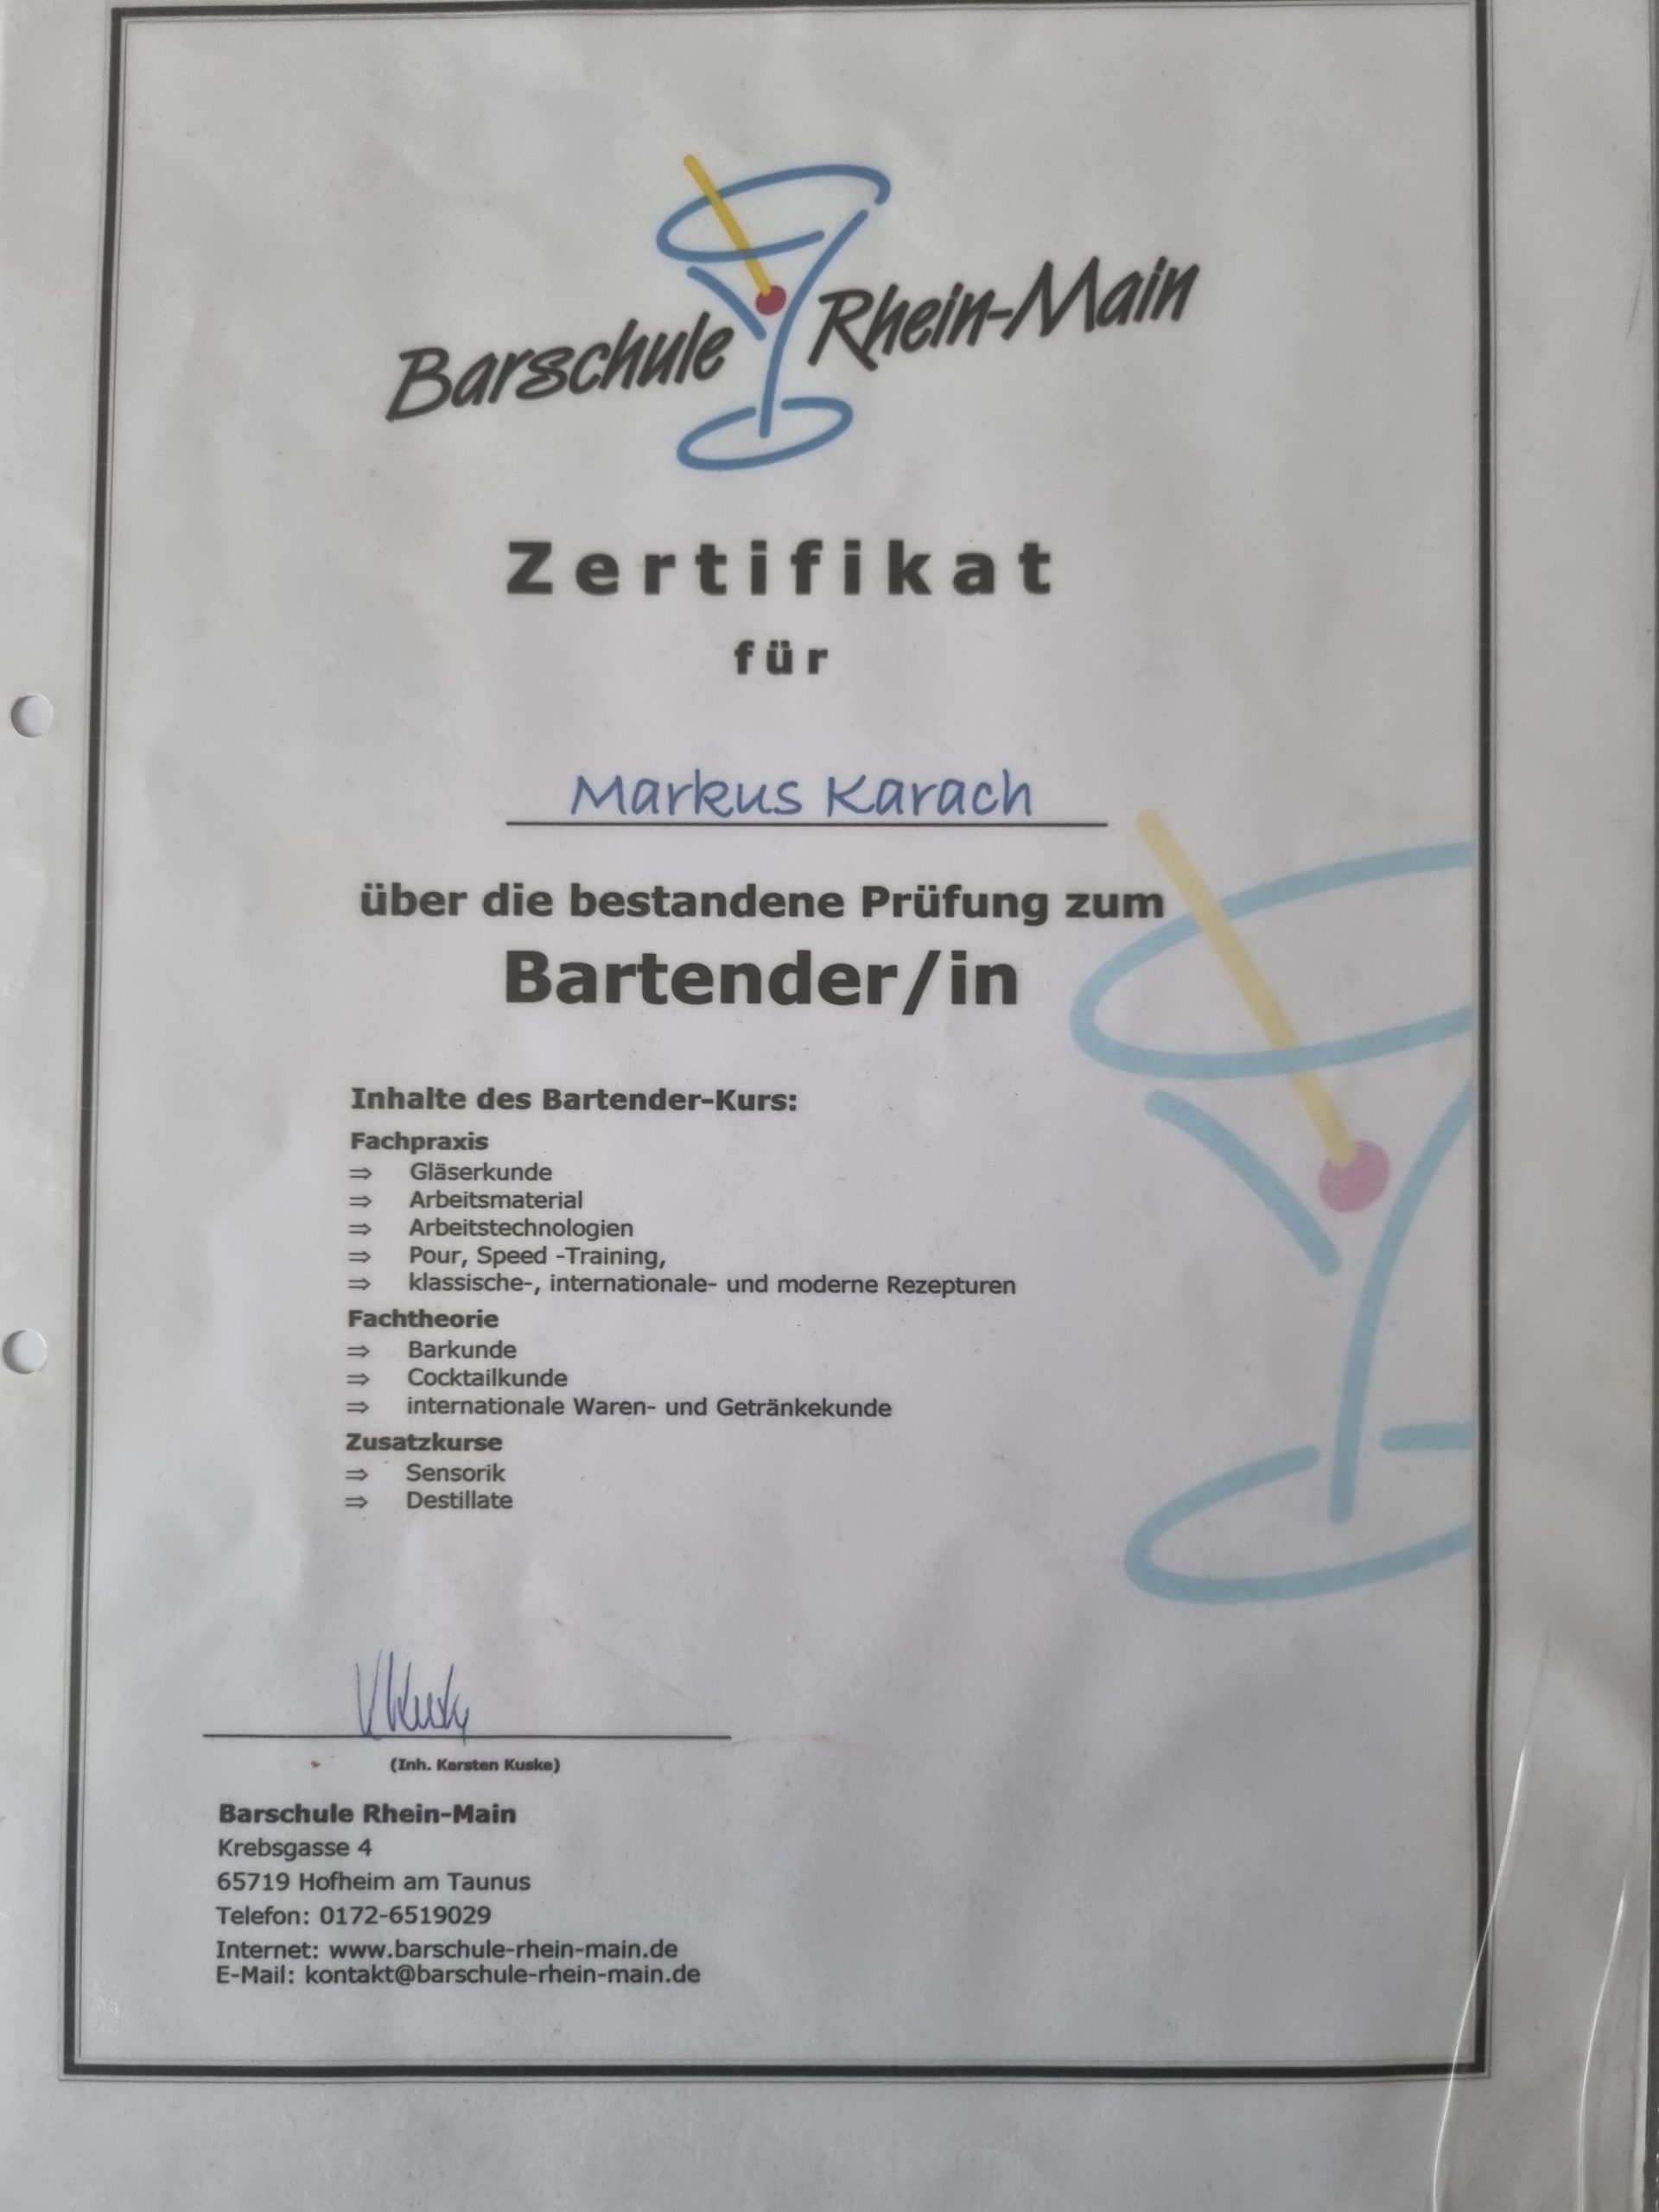 Barschule Rhein-Main
Zertifikat
für
Markus Karach
über die bestandene Prüfung zum
Bartender/in
Inhalte des Bartender-Kurs:
Fachpraxis
⇒ Gläserkunde
⇒ Arbeitsmaterial
⇒ Arbeitstechnologien
⇒ Pour, Speed -Training,
⇒ klassische-, internationale- und moderne Rezepturen
Fachtheorie
⇒ Barkunde
⇒ Cocktailkunde
⇒ internationale Waren- und Getränkekunde
Zusatzkurse
⇒ Sensorik
⇒ Destillate
(Inh. Karsten Kuske)
Barschule Rhein-Main
Krebsgasse 4
65719 Hofheim am Taunus
Telefon: 0172-6519029
Internet: www.barschule-rhein-main.de
E-Mail: kontakt@barschule-rhein-main.de